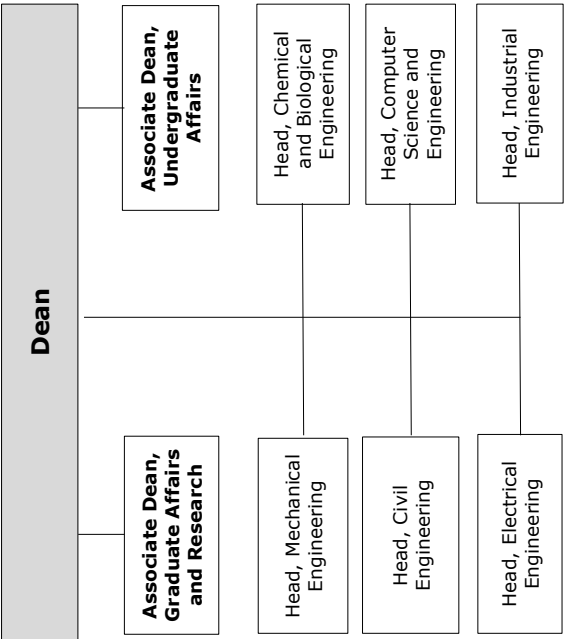 Dean
Associate Dean,
Graduate Affairs
and Research
Associate Dean,
Undergraduate
Affairs
Head, Mechanical
Engineering
Head, Chemical
and Biological
Engineering
Head, Civil
Engineering
Head, Computer
Science and
Engineering
Head, Electrical
Engineering
Head, Industrial
Engineering